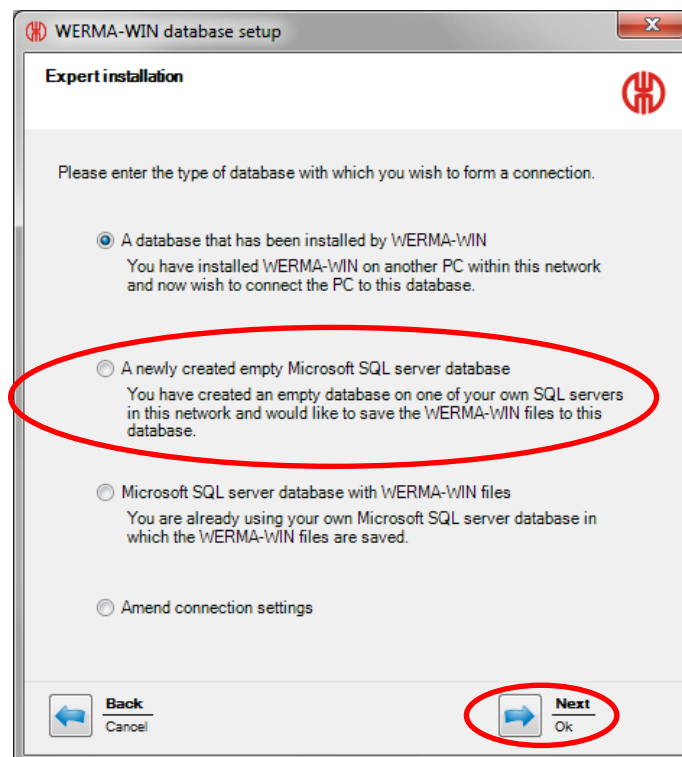 WERMA-WIN database setup
Expert installation
Please enter the type of database with which you wish to form a connection.
A database that has been installed by WERMA-WIN
You have installed WERMA-WIN on another PC within this network
and now wish to connect the PC to this database.
A newly created empty Microsoft SQL server database
You have created an empty database on one of your own SQL servers
in this network and would like to save the WERMA-WIN files to this
database.
Microsoft SQL server database with WERMA-WIN files
You are already using your own Microsoft SQL server database in
which the WERMA-WIN files are saved.
Amend connection settings
Back
Cancel
Next
Ok